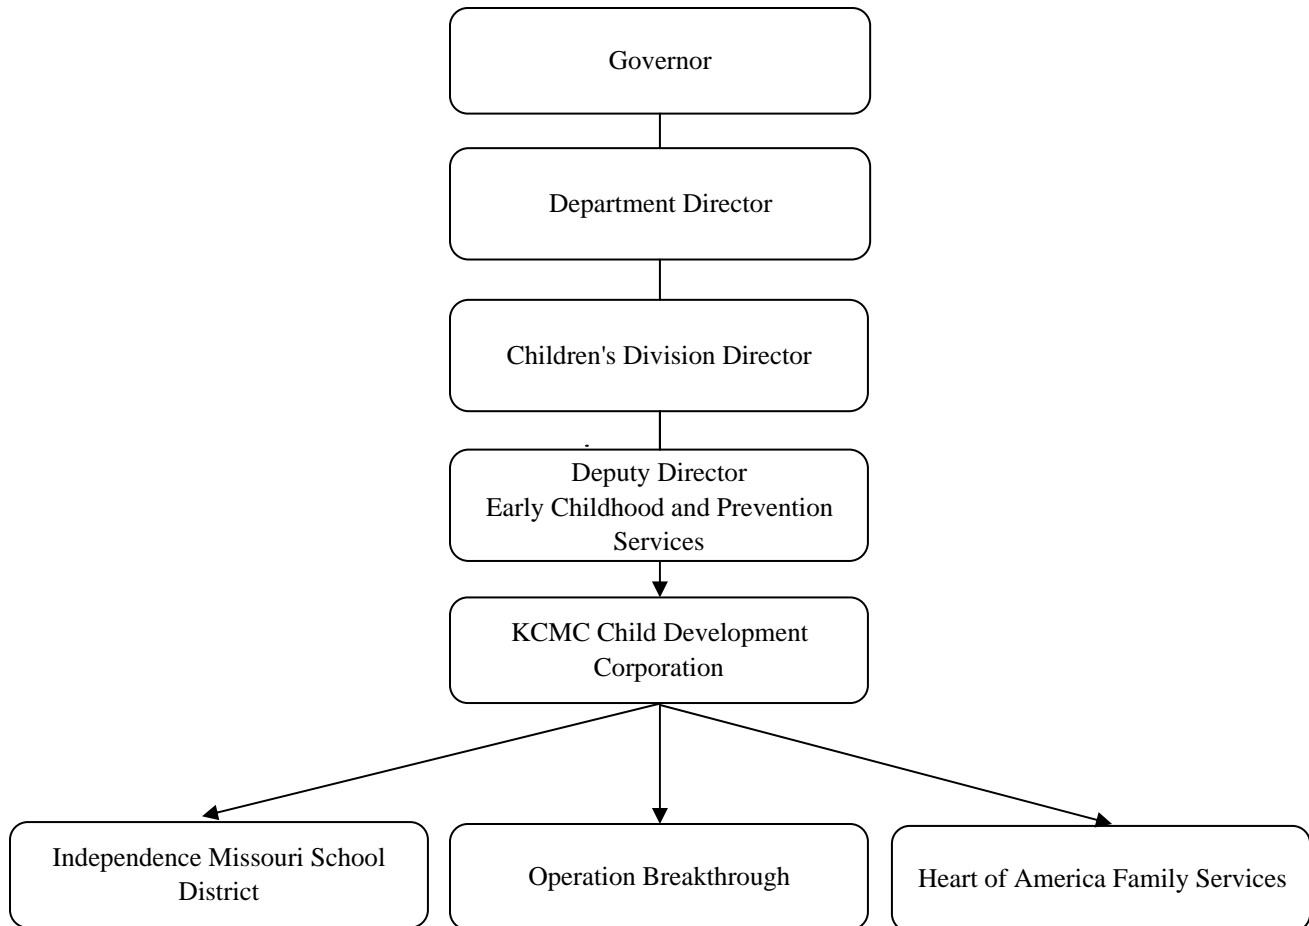 Governor
Department Director
Children's Division Director
Deputy Director
Early Childhood and Prevention
Services
KCMC Child Development
Corporation
Independence Missouri School
District
Operation Breakthrough
Heart of America Family Services